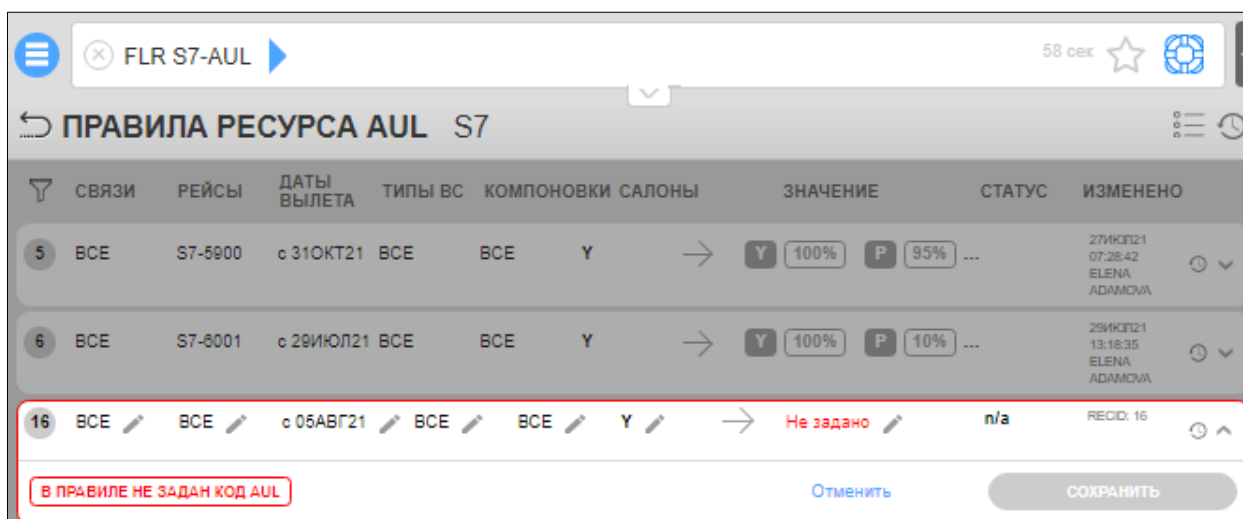 FLR S7-AUL 58 сек
ПРАВИЛА РЕСУРСА AUL S7
СВЯЗИ РЕЙСЫ ДАТЫ ВЫЛЕТА ТИПЫ ВС КОМПОНОВКИ САЛОНЫ ЗНАЧЕНИЕ СТАТУС ИЗМЕНЕНО
5 ВСЕ S7-5900 с 31ОКТ21 ВСЕ ВСЕ Y Y 100% P 95% ...
27ИЮЛ21
07:28:42
ELENA
ADAMOVA
6 ВСЕ S7-6001 с 29ИЮЛ21 ВСЕ ВСЕ Y Y 100% P 10% ...
29ИЮЛ21
13:18:35
ELENA
ADAMOVA
16 ВСЕ ВСЕ с 05АВГ21 ВСЕ ВСЕ Y Не задано n/a RECID: 16
В ПРАВИЛЕ НЕ ЗАДАН КОД AUL Отменить СОХРАНИТЬ